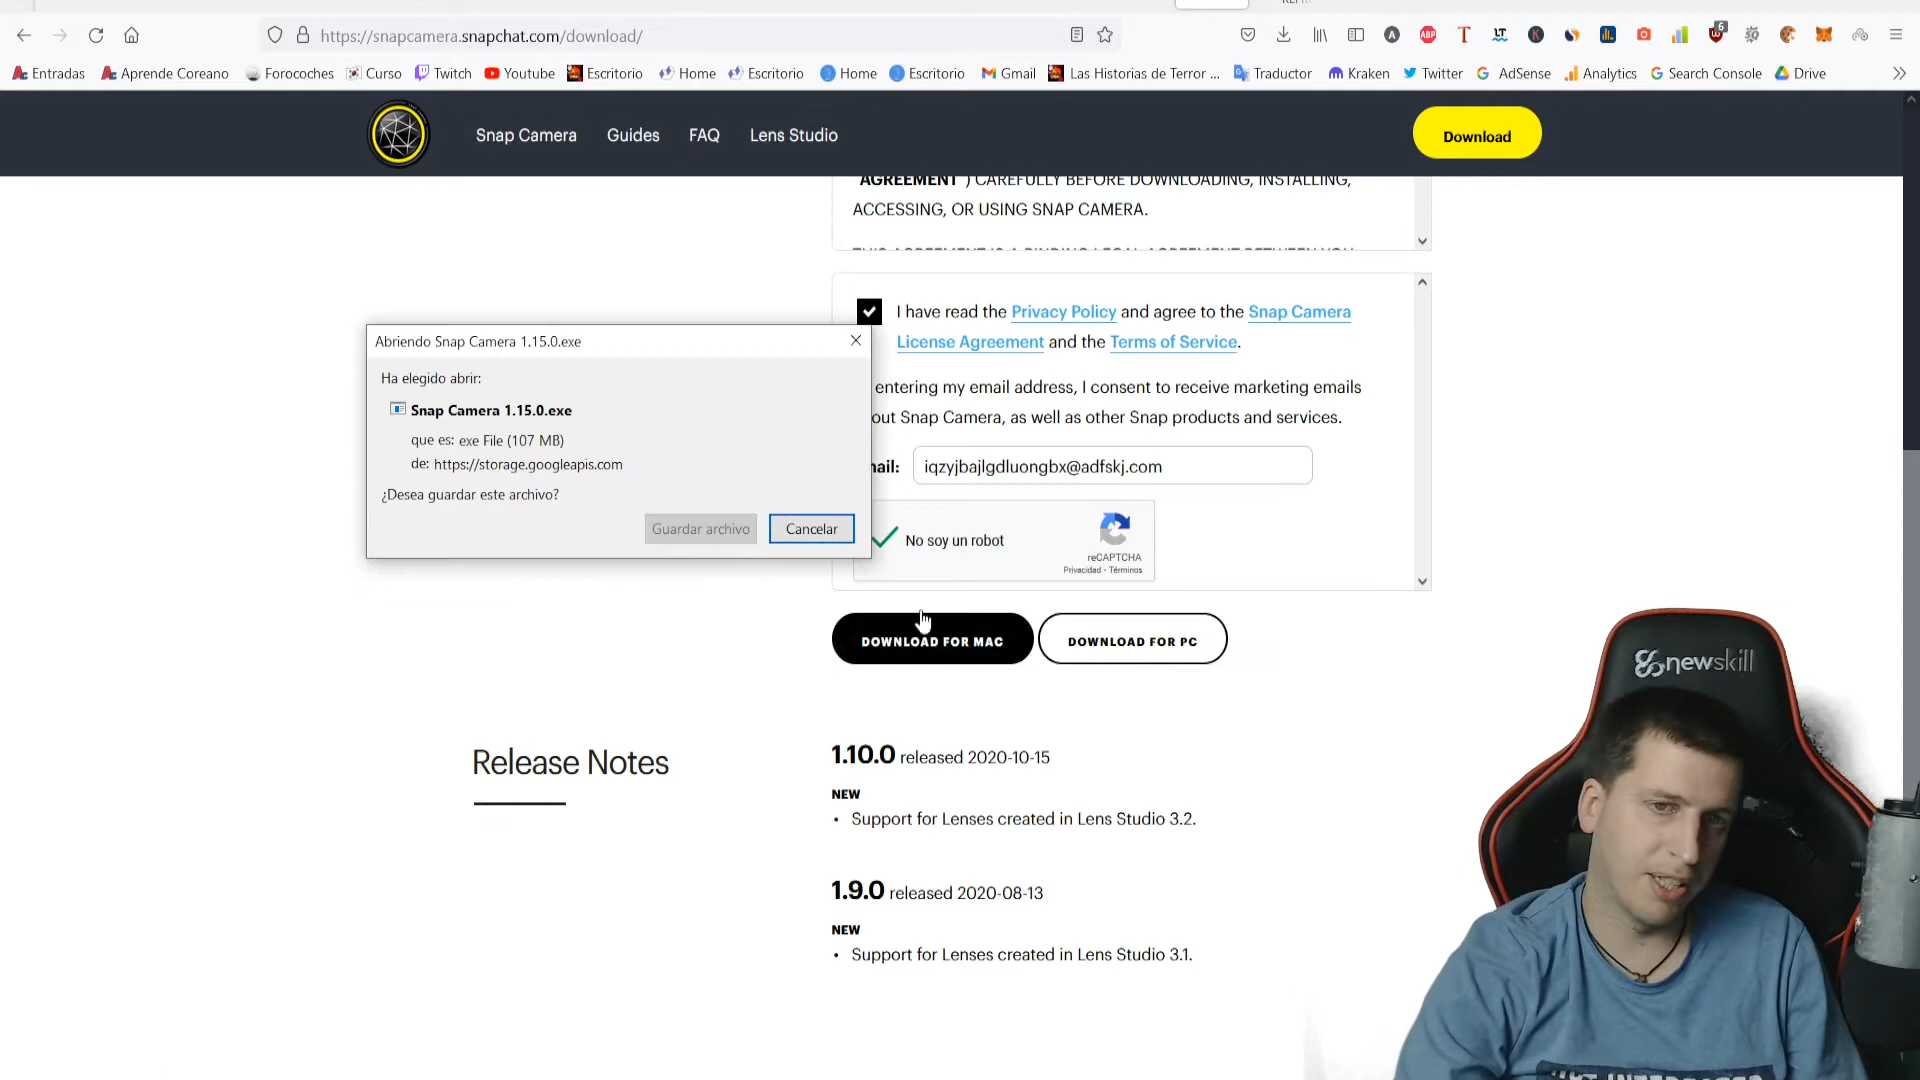 https://snapcamera.snapchat.com/download/
Entradas Aprende Coreano Forocoches Curso Twitch Youtube Escritorio Home Escritorio Home Escritorio Gmail Las Historias de Terror ... Traductor Kraken Twitter AdSense Analytics Search Console Drive
Snap Camera Guides FAQ Lens Studio Download
AGREEMENT") CAREFULLY BEFORE DOWNLOADING, INSTALLING,
ACCESSING, OR USING SNAP CAMERA.
THIS AGREEMENT IS A BINDING LEGAL AGREEMENT BETWEEN YOU
I have read the Privacy Policy and agree to the Snap Camera
License Agreement and the Terms of Service.
entering my email address, I consent to receive marketing emails
out Snap Camera, as well as other Snap products and services.
ail: iqzyjbajlgdluongbx@adfskj.com
No soy un robot
reCAPTCHA
Privacidad - Términos
Abriendo Snap Camera 1.15.0.exe
Ha elegido abrir:
Snap Camera 1.15.0.exe
que es: exe File (107 MB)
de: https://storage.googleapis.com
¿Desea guardar este archivo?
Guardar archivo Cancelar
DOWNLOAD FOR MAC DOWNLOAD FOR PC
Release Notes
1.10.0 released 2020-10-15
NEW
• Support for Lenses created in Lens Studio 3.2.
1.9.0 released 2020-08-13
NEW
• Support for Lenses created in Lens Studio 3.1.
newskill